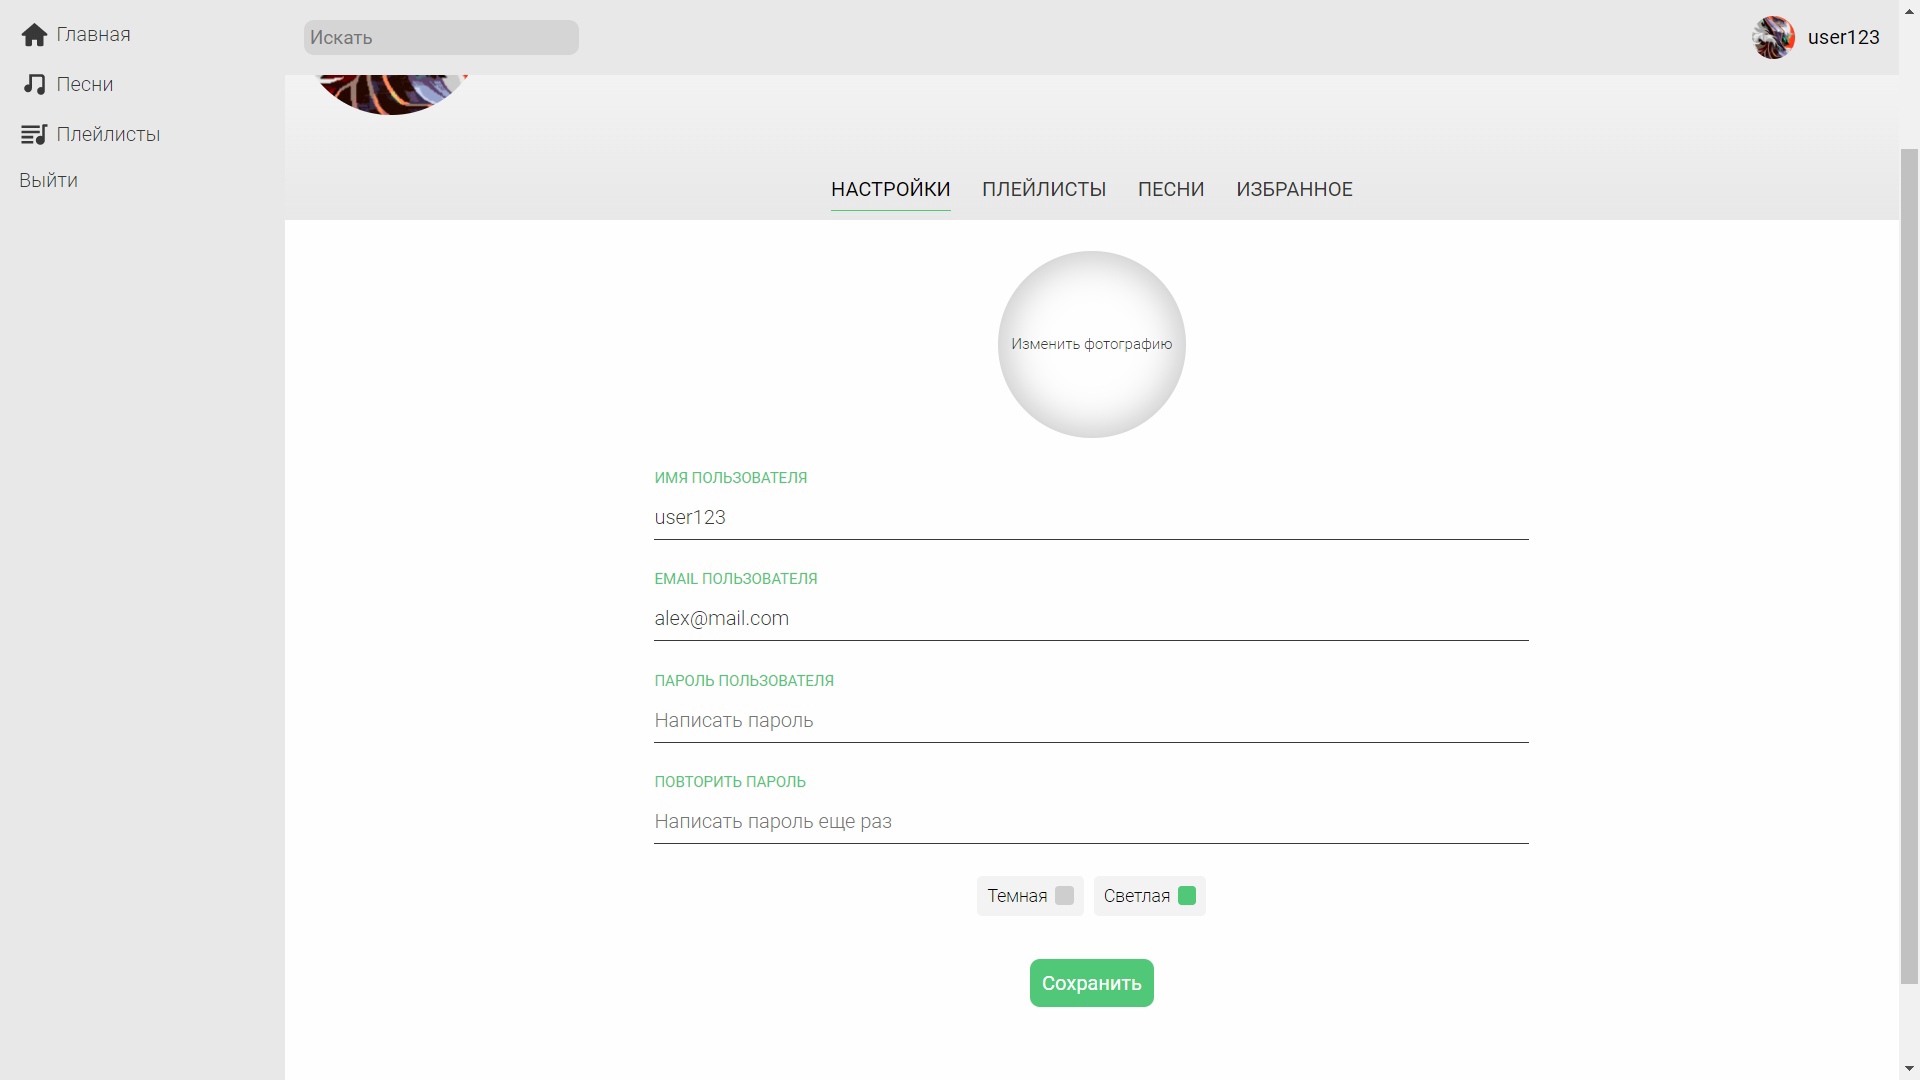 Главная
Песни
Плейлисты
Выйти
Искать
user123
НАСТРОЙКИ ПЛЕЙЛИСТЫ ПЕСНИ ИЗБРАННОЕ
Изменить фотографию
ИМЯ ПОЛЬЗОВАТЕЛЯ
user123
EMAIL ПОЛЬЗОВАТЕЛЯ
alex@mail.com
ПАРОЛЬ ПОЛЬЗОВАТЕЛЯ
Написать пароль
ПОВТОРИТЬ ПАРОЛЬ
Написать пароль еще раз
Темная Светлая
Сохранить